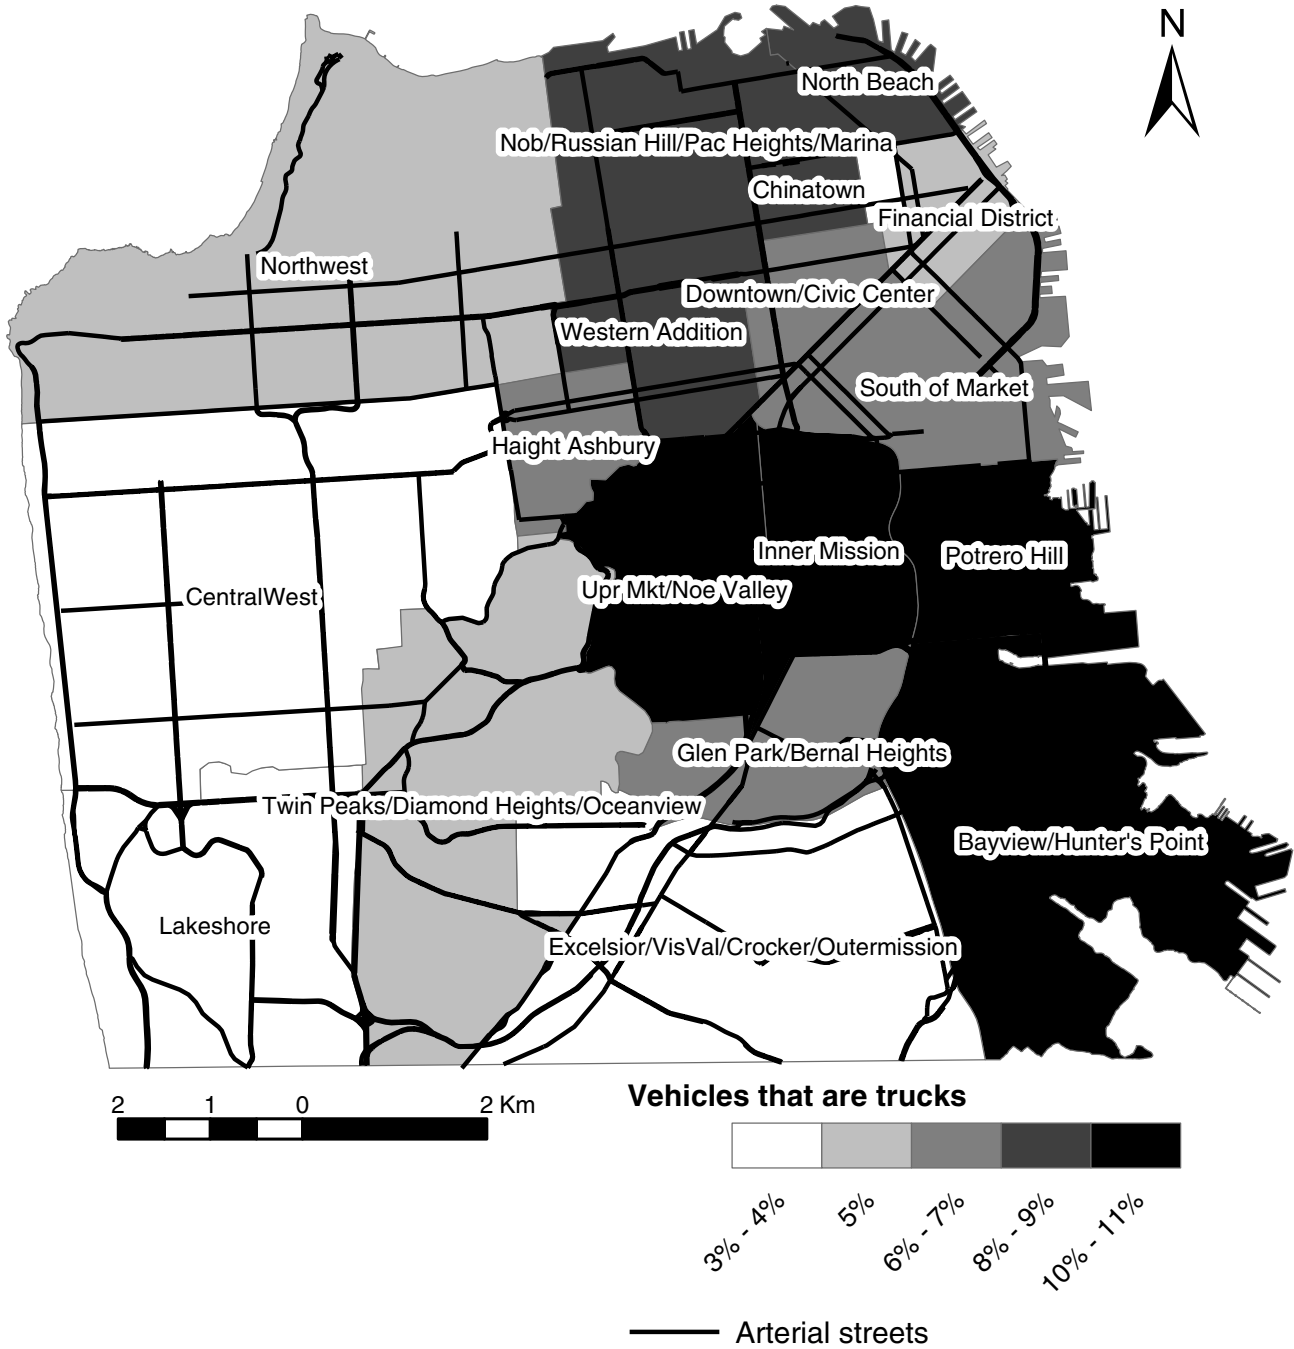 N
North Beach
Nob/Russian Hill/Pac Heights/Marina
Chinatown
Financial District
Northwest
Downtown/Civic Center
Western Addition
South of Market
Haight Ashbury
Inner Mission
Potrero Hill
Upr Mkt/Noe Valley
CentralWest
Glen Park/Bernal Heights
Twin Peaks/Diamond Heights/Oceanview
Bayview/Hunter's Point
Lakeshore
Excelsior/VisVal/Crocker/Outermission
2 1 0 2 Km
Vehicles that are trucks
3% - 4%
5%
6% - 7%
8% - 9%
10% - 11%
Arterial streets